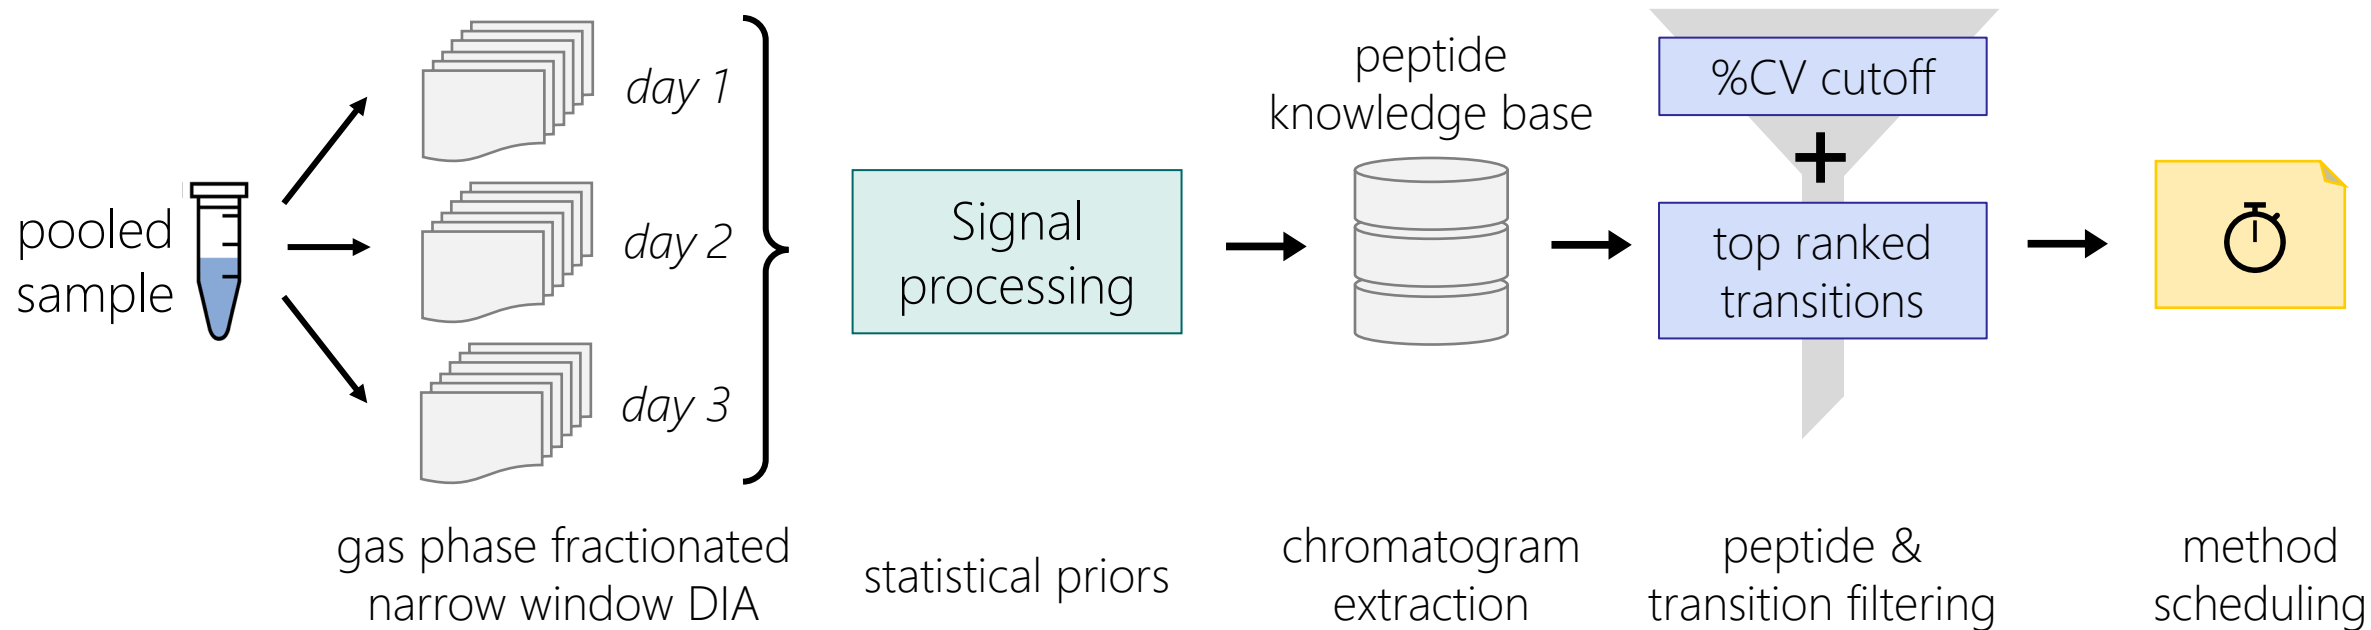 pooled
sample
day 1
day 2
day 3
gas phase fractionated
narrow window DIA
Signal
processing
statistical priors
peptide
knowledge base
chromatogram
extraction
%CV cutoff
+
top ranked
transitions
peptide &
transition filtering
method
scheduling